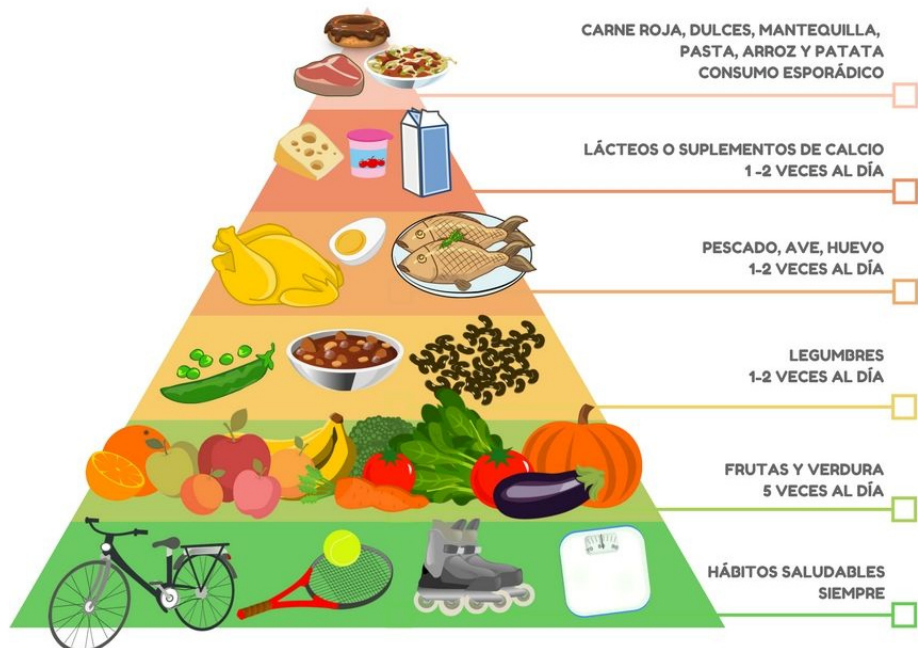 CARNE ROJA, DULCES, MANTEQUILLA,
PASTA, ARROZ Y PATATA
CONSUMO ESPORÁDICO
LÁCTEOS O SUPLEMENTOS DE CALCIO
1 -2 VECES AL DÍA
PESCADO, AVE, HUEVO
1-2 VECES AL DÍA
LEGUMBRES
1-2 VECES AL DÍA
FRUTAS Y VERDURA
5 VECES AL DÍA
HÁBITOS SALUDABLES
SIEMPRE